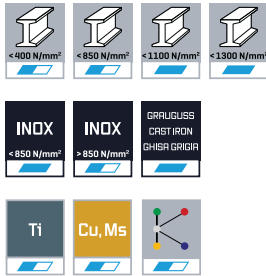 <400 N/mm²
<850 N/mm²
<1100 N/mm²
<1300 N/mm²
INOX
<850 N/mm²
INOX
>850 N/mm²
GRAUGUSS
CAST IRON
GHISA GRIGIA
Ti
Cu, Ms